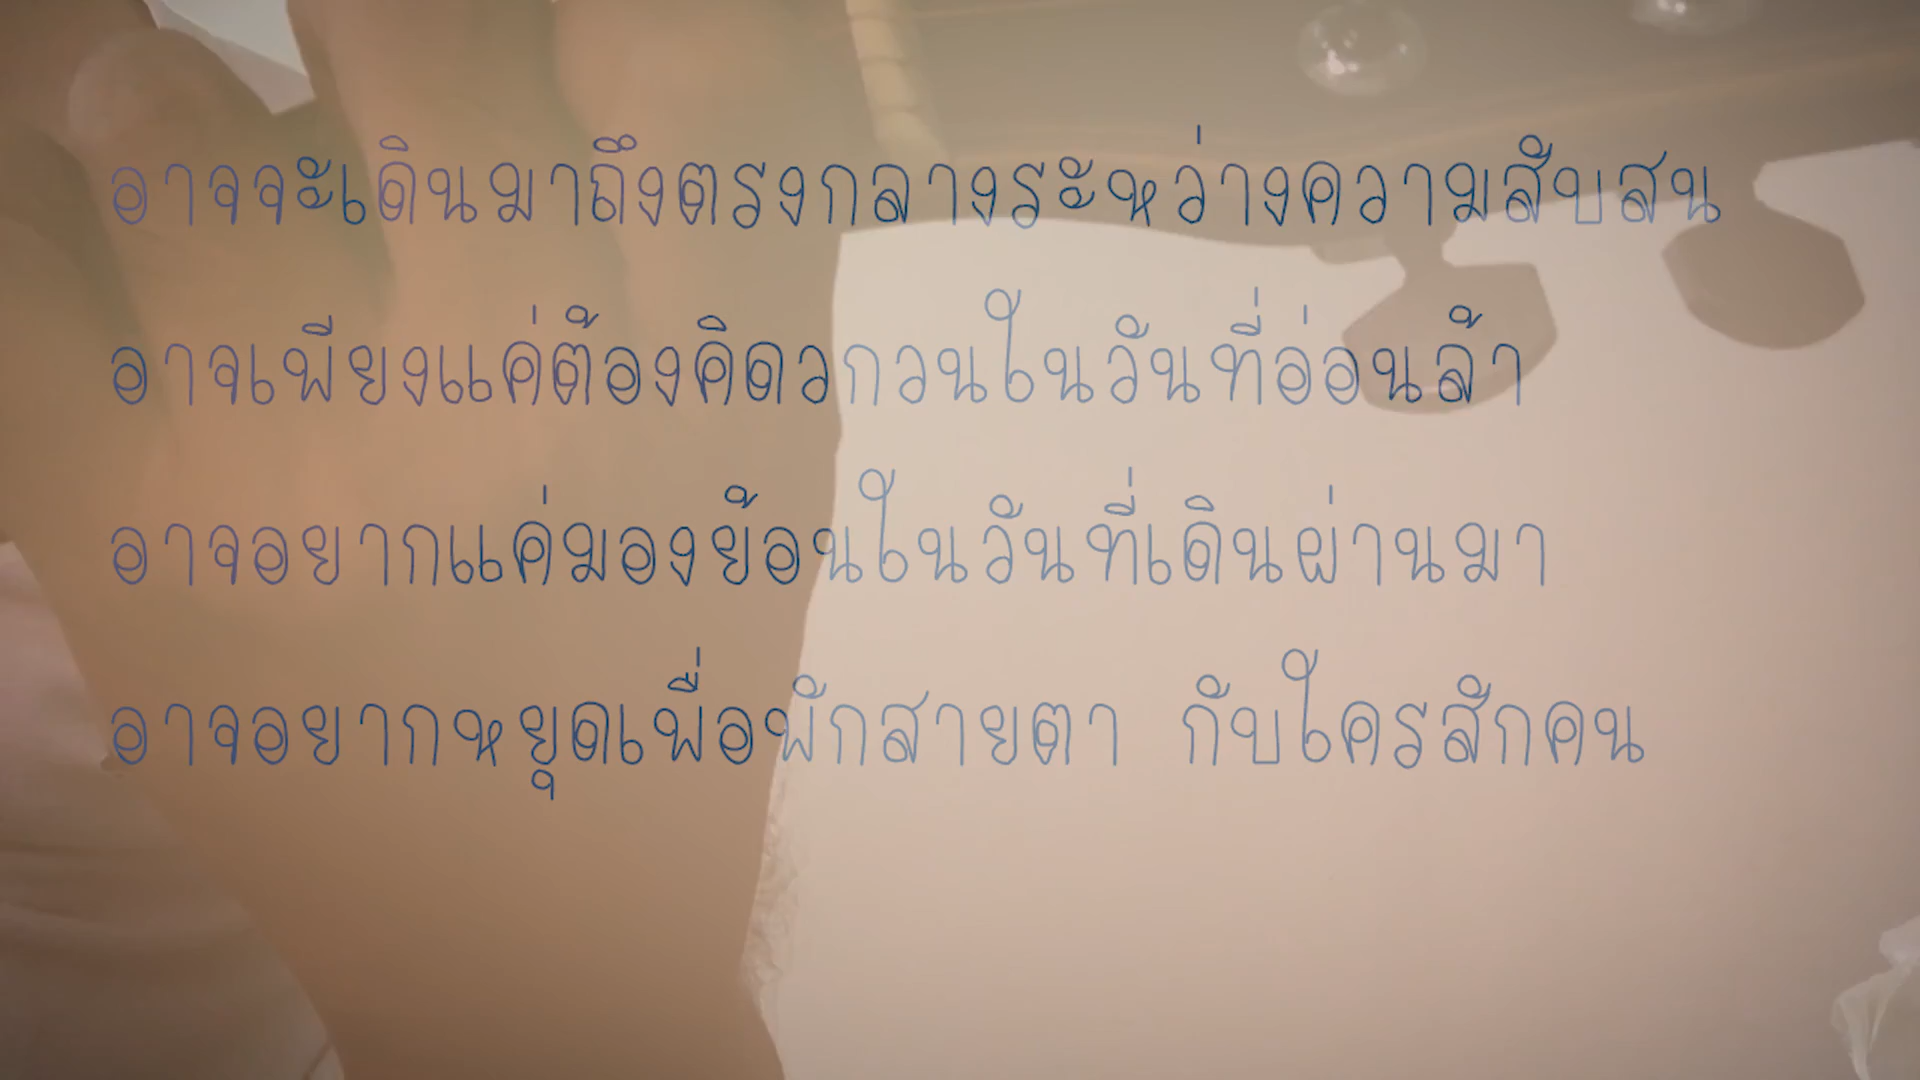 อาจจะเดินมาถึงตรงกลางระหว่างความสับสน
อาจเพียงแค่ต้องคิดวกวนในวันที่อ่อนล้า
อาจอยากแค่มองย้อนในวันที่เดินผ่านมา
อาจอยากหยุดเพื่อพักสายตา กับใครสักคน